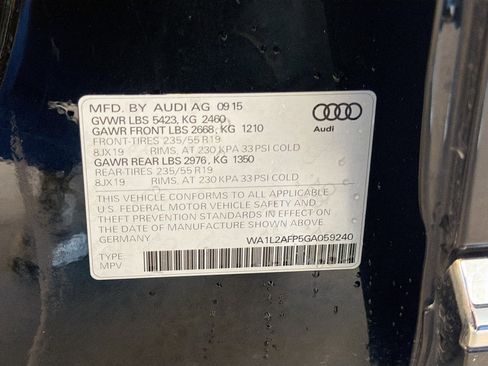 MFD. BY AUDI AG 09 15
GVWR LBS 5423, KG 2460
GAWR FRONT LBS 2668, KG 1210
FRONT-TIRES 235/55 R19
8JX19 RIMS, AT 230 KPA 33 PSI COLD
GAWR REAR LBS 2976, KG 1350
REAR-TIRES 235/55 R19
8JX19 RIMS, AT 230 KPA 33 PSI COLD
Audi
THIS VEHICLE CONFORMS TO ALL APPLICABLE
U.S. FEDERAL MOTOR VEHICLE SAFETY AND
THEFT PREVENTION STANDARDS IN EFFECT ON
THE DATE OF MANUFACTURE SHOWN ABOVE
GERMANY WA1L2AFP5GA059240
TYPE:
MPV